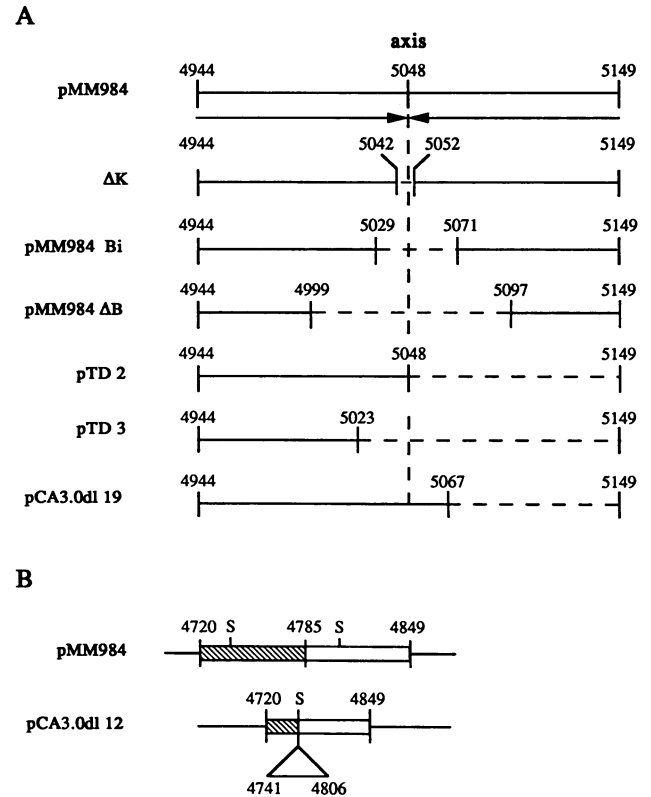 A
axis
4944 5048 5149
pMM984
4944 5042 5052 5149
ΔK
4944 5029 5071 5149
pMM984 Bi
4944 4999 5097 5149
pMM984 ΔB
4944 5048 5149
pTD 2
4944 5023 5149
pTD 3
4944 5067 5149
pCA3.0dl 19
B
4720 S 4785 S 4849
pMM984
4720 S 4849
pCA3.0dl 12
4741 4806